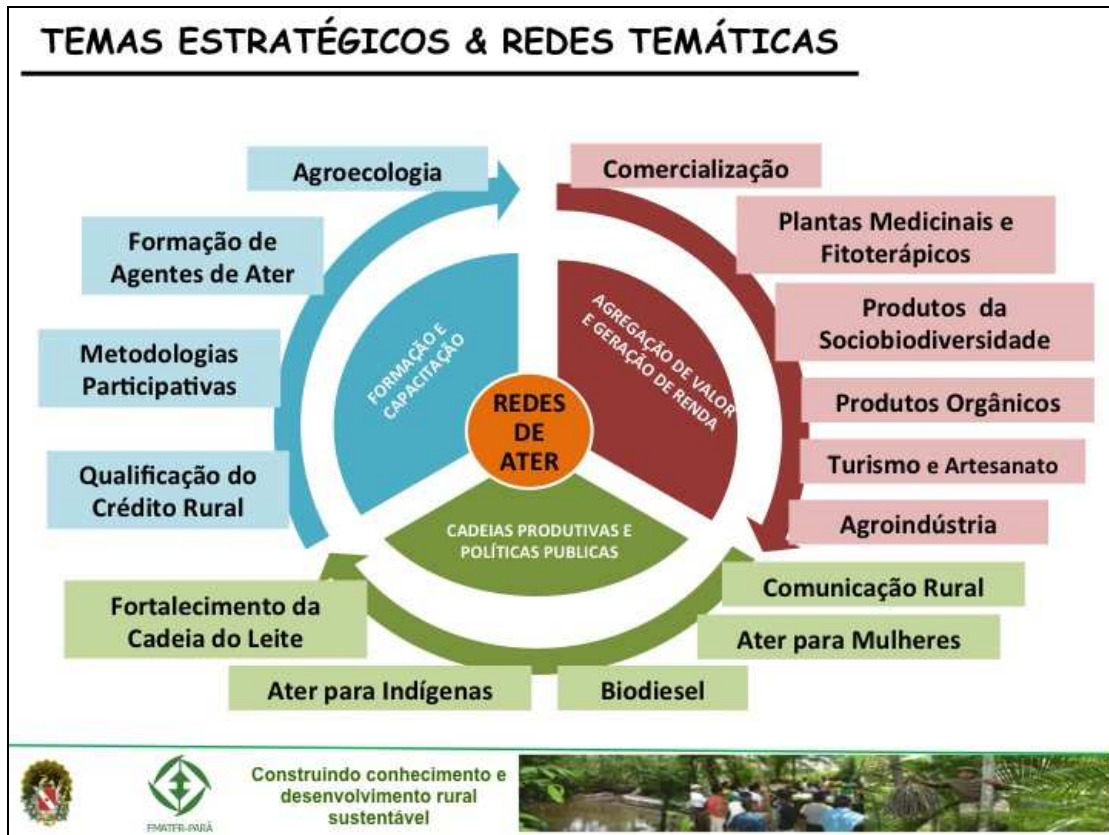 TEMAS ESTRATÉGICOS & REDES TEMÁTICAS
Agroecologia
Formação de
Agentes de Ater
Metodologias
Participativas
Qualificação do
Crédito Rural
Comercialização
Plantas Medicinais e
Fitoterápicos
Produtos da
Sociobiodiversidade
Produtos Orgânicos
Turismo e Artesanato
Agroindústria
FORMAÇÃO E
CAPACITAÇÃO
AGREGAÇÃO DE VALOR
E GERAÇÃO DE RENDA
REDES
DE
ATER
CADEIAS PRODUTIVAS E
POLÍTICAS PUBLICAS
Comunicação Rural
Ater para Mulheres
Biodiesel
Ater para Indígenas
Fortalecimento da
Cadeia do Leite
EMATER-PARÁ
Construindo conhecimento e
desenvolvimento rural
sustentável